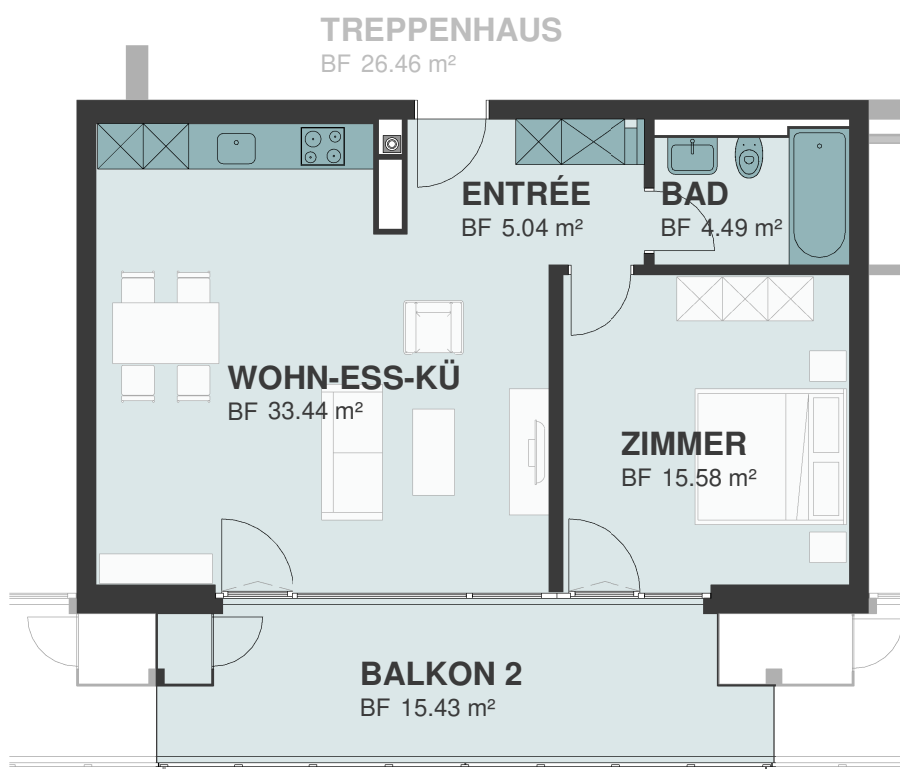 TREPPENHAUS
BF 26.46 m²
ENTRÉE
BF 5.04 m²
BAD
BF 4.49 m²
WOHN-ESS-KÜ
BF 33.44 m²
ZIMMER
BF 15.58 m²
BALKON 2
BF 15.43 m²